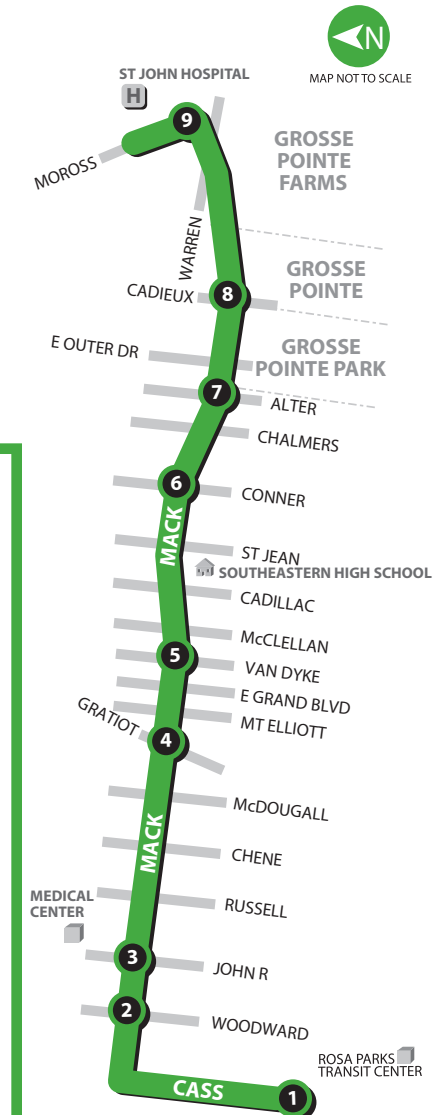 N
MAP NOT TO SCALE
ST JOHN HOSPITAL
H
9
MOROSS
GROSSE
POINTE
FARMS
WARREN
CADIEUX
8
GROSSE
POINTE
E OUTER DR
GROSSE
POINTE PARK
7
ALTER
CHALMERS
6
CONNER
MACK
ST JEAN
SOUTHEASTERN HIGH SCHOOL
CADILLAC
McCLELLAN
5
VAN DYKE
E GRAND BLVD
MT ELLIOTT
GRATIOT
4
McDOUGALL
MACK
CHENE
RUSSELL
MEDICAL
CENTER
3
JOHN R
2
WOODWARD
ROSA PARKS
TRANSIT CENTER
CASS
1